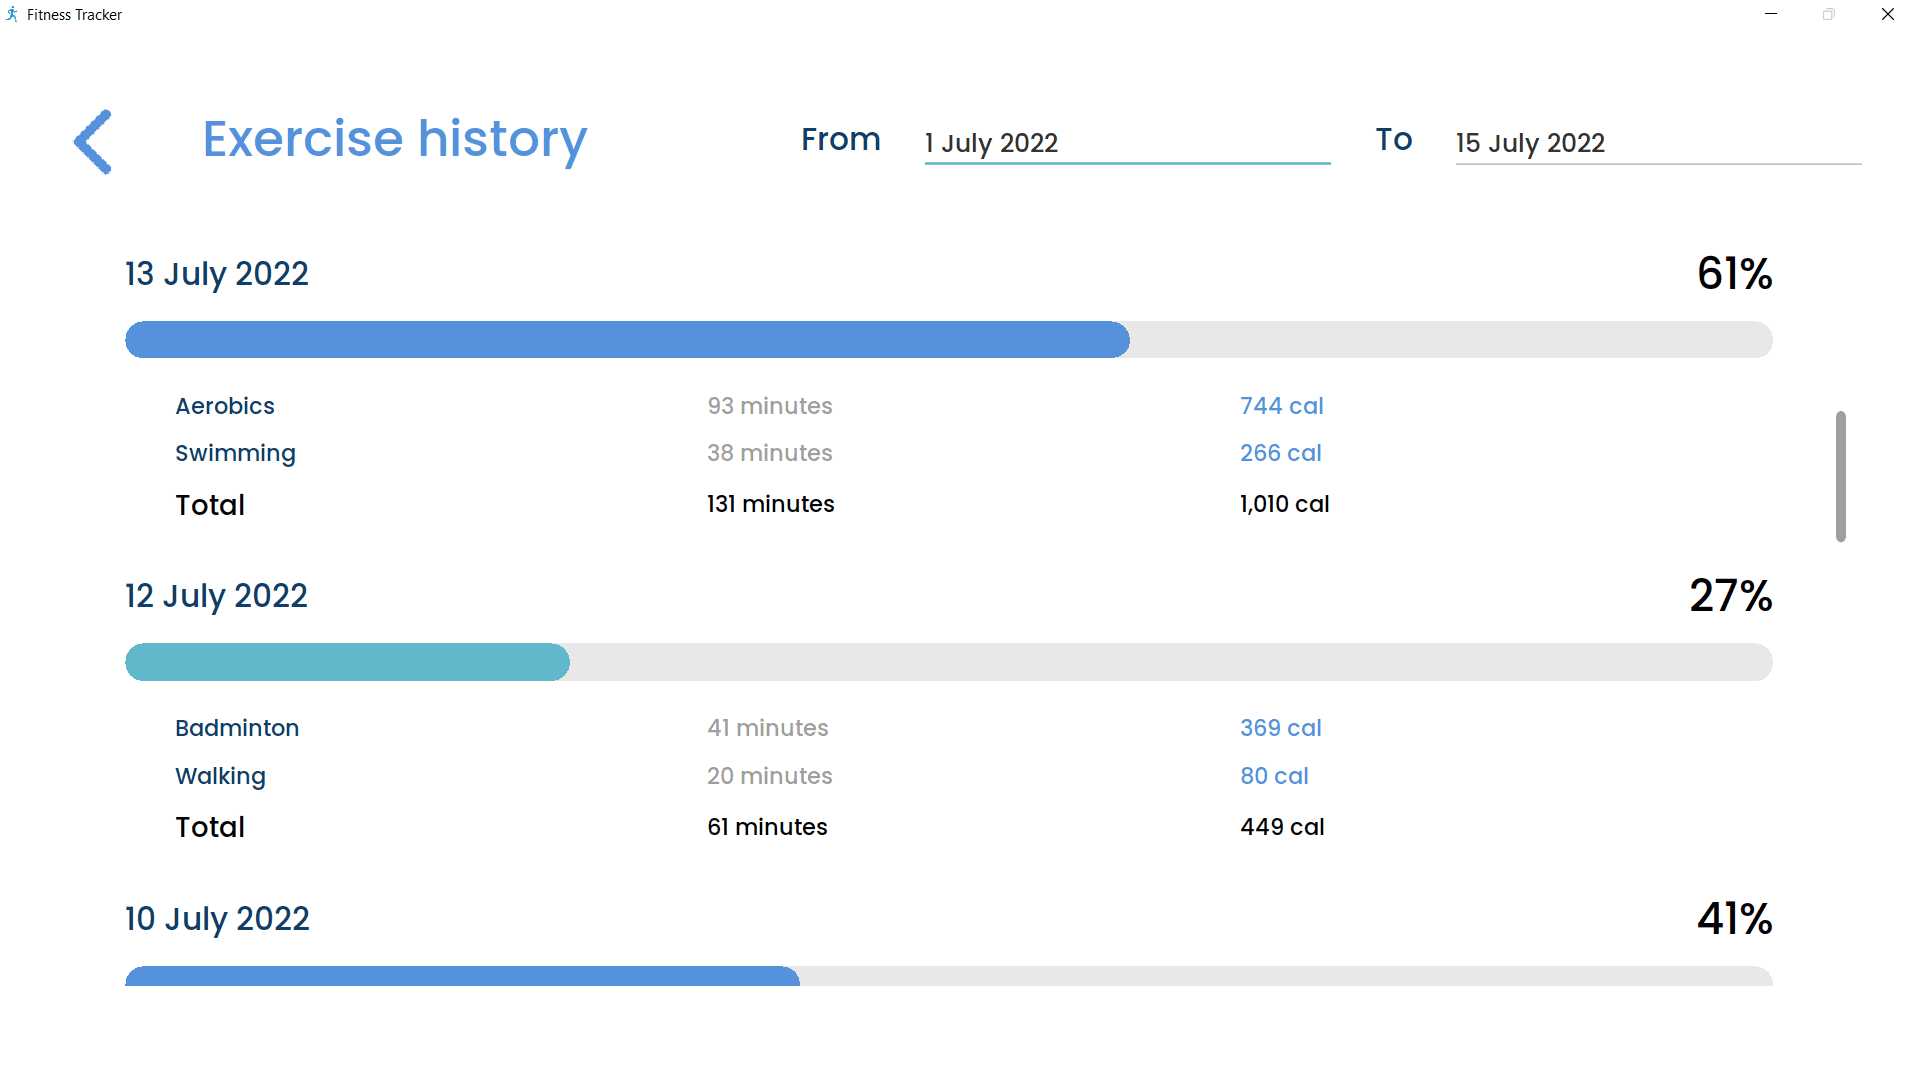 Fitness Tracker
Exercise history From 1 July 2022 To 15 July 2022
13 July 2022 61%
Aerobics 93 minutes 744 cal
Swimming 38 minutes 266 cal
Total 131 minutes 1,010 cal
12 July 2022 27%
Badminton 41 minutes 369 cal
Walking 20 minutes 80 cal
Total 61 minutes 449 cal
10 July 2022 41%